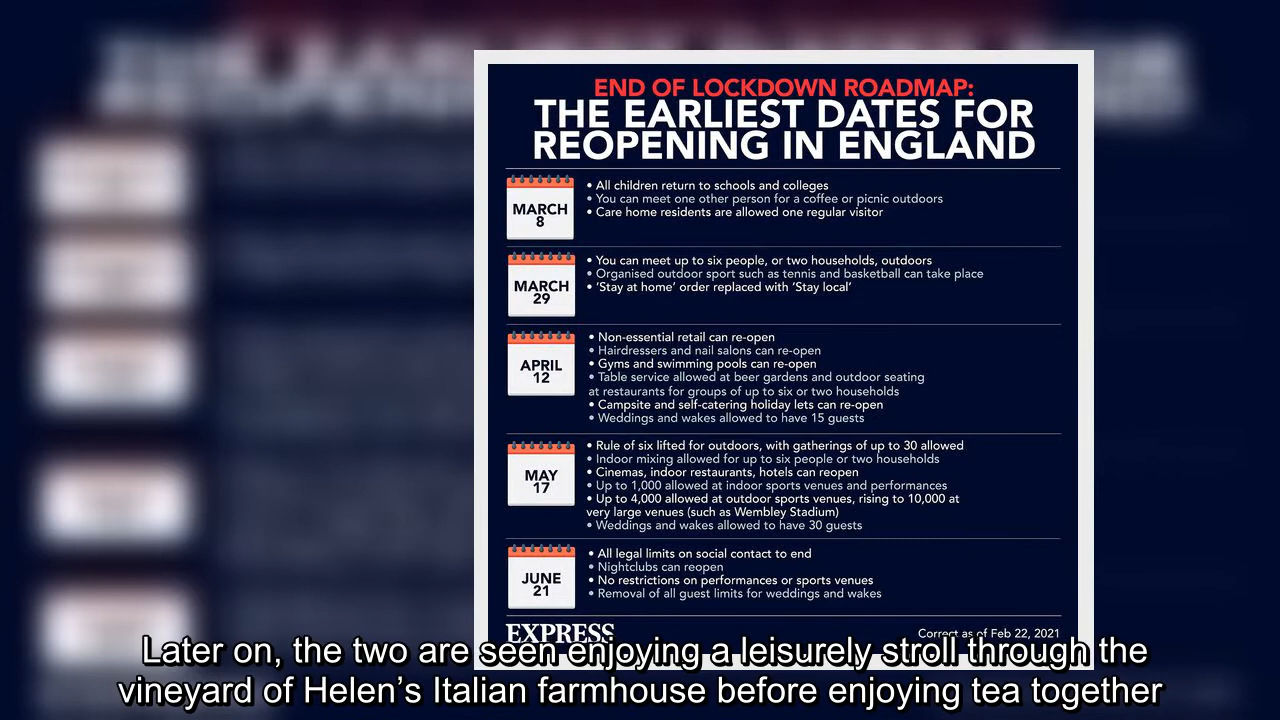 END OF LOCKDOWN ROADMAP:
THE EARLIEST DATES FOR
REOPENING IN ENGLAND
MARCH
8
• All children return to schools and colleges
• You can meet one other person for a coffee or picnic outdoors
• Care home residents are allowed one regular visitor
MARCH
29
• You can meet up to six people, or two households, outdoors
• Organised outdoor sport such as tennis and basketball can take place
• ‘Stay at home’ order replaced with ‘Stay local’
APRIL
12
• Non-essential retail can re-open
• Hairdressers and nail salons can re-open
• Gyms and swimming pools can re-open
• Table service allowed at beer gardens and outdoor seating
at restaurants for groups of up to six or two households
• Campsite and self-catering holiday lets can re-open
• Weddings and wakes allowed to have 15 guests
MAY
17
• Rule of six lifted for outdoors, with gatherings of up to 30 allowed
• Indoor mixing allowed for up to six people or two households
• Cinemas, indoor restaurants, hotels can reopen
• Up to 1,000 allowed at indoor sports venues and performances
• Up to 4,000 allowed at outdoor sports venues, rising to 10,000 at
very large venues (such as Wembley Stadium)
• Weddings and wakes allowed to have 30 guests
JUNE
21
• All legal limits on social contact to end
• Nightclubs can reopen
• No restrictions on performances or sports venues
• Removal of all guest limits for weddings and wakes
EXPRESS
Correct as of Feb 22, 2021
Later on, the two are seen enjoying a leisurely stroll through the
vineyard of Helen’s Italian farmhouse before enjoying tea together